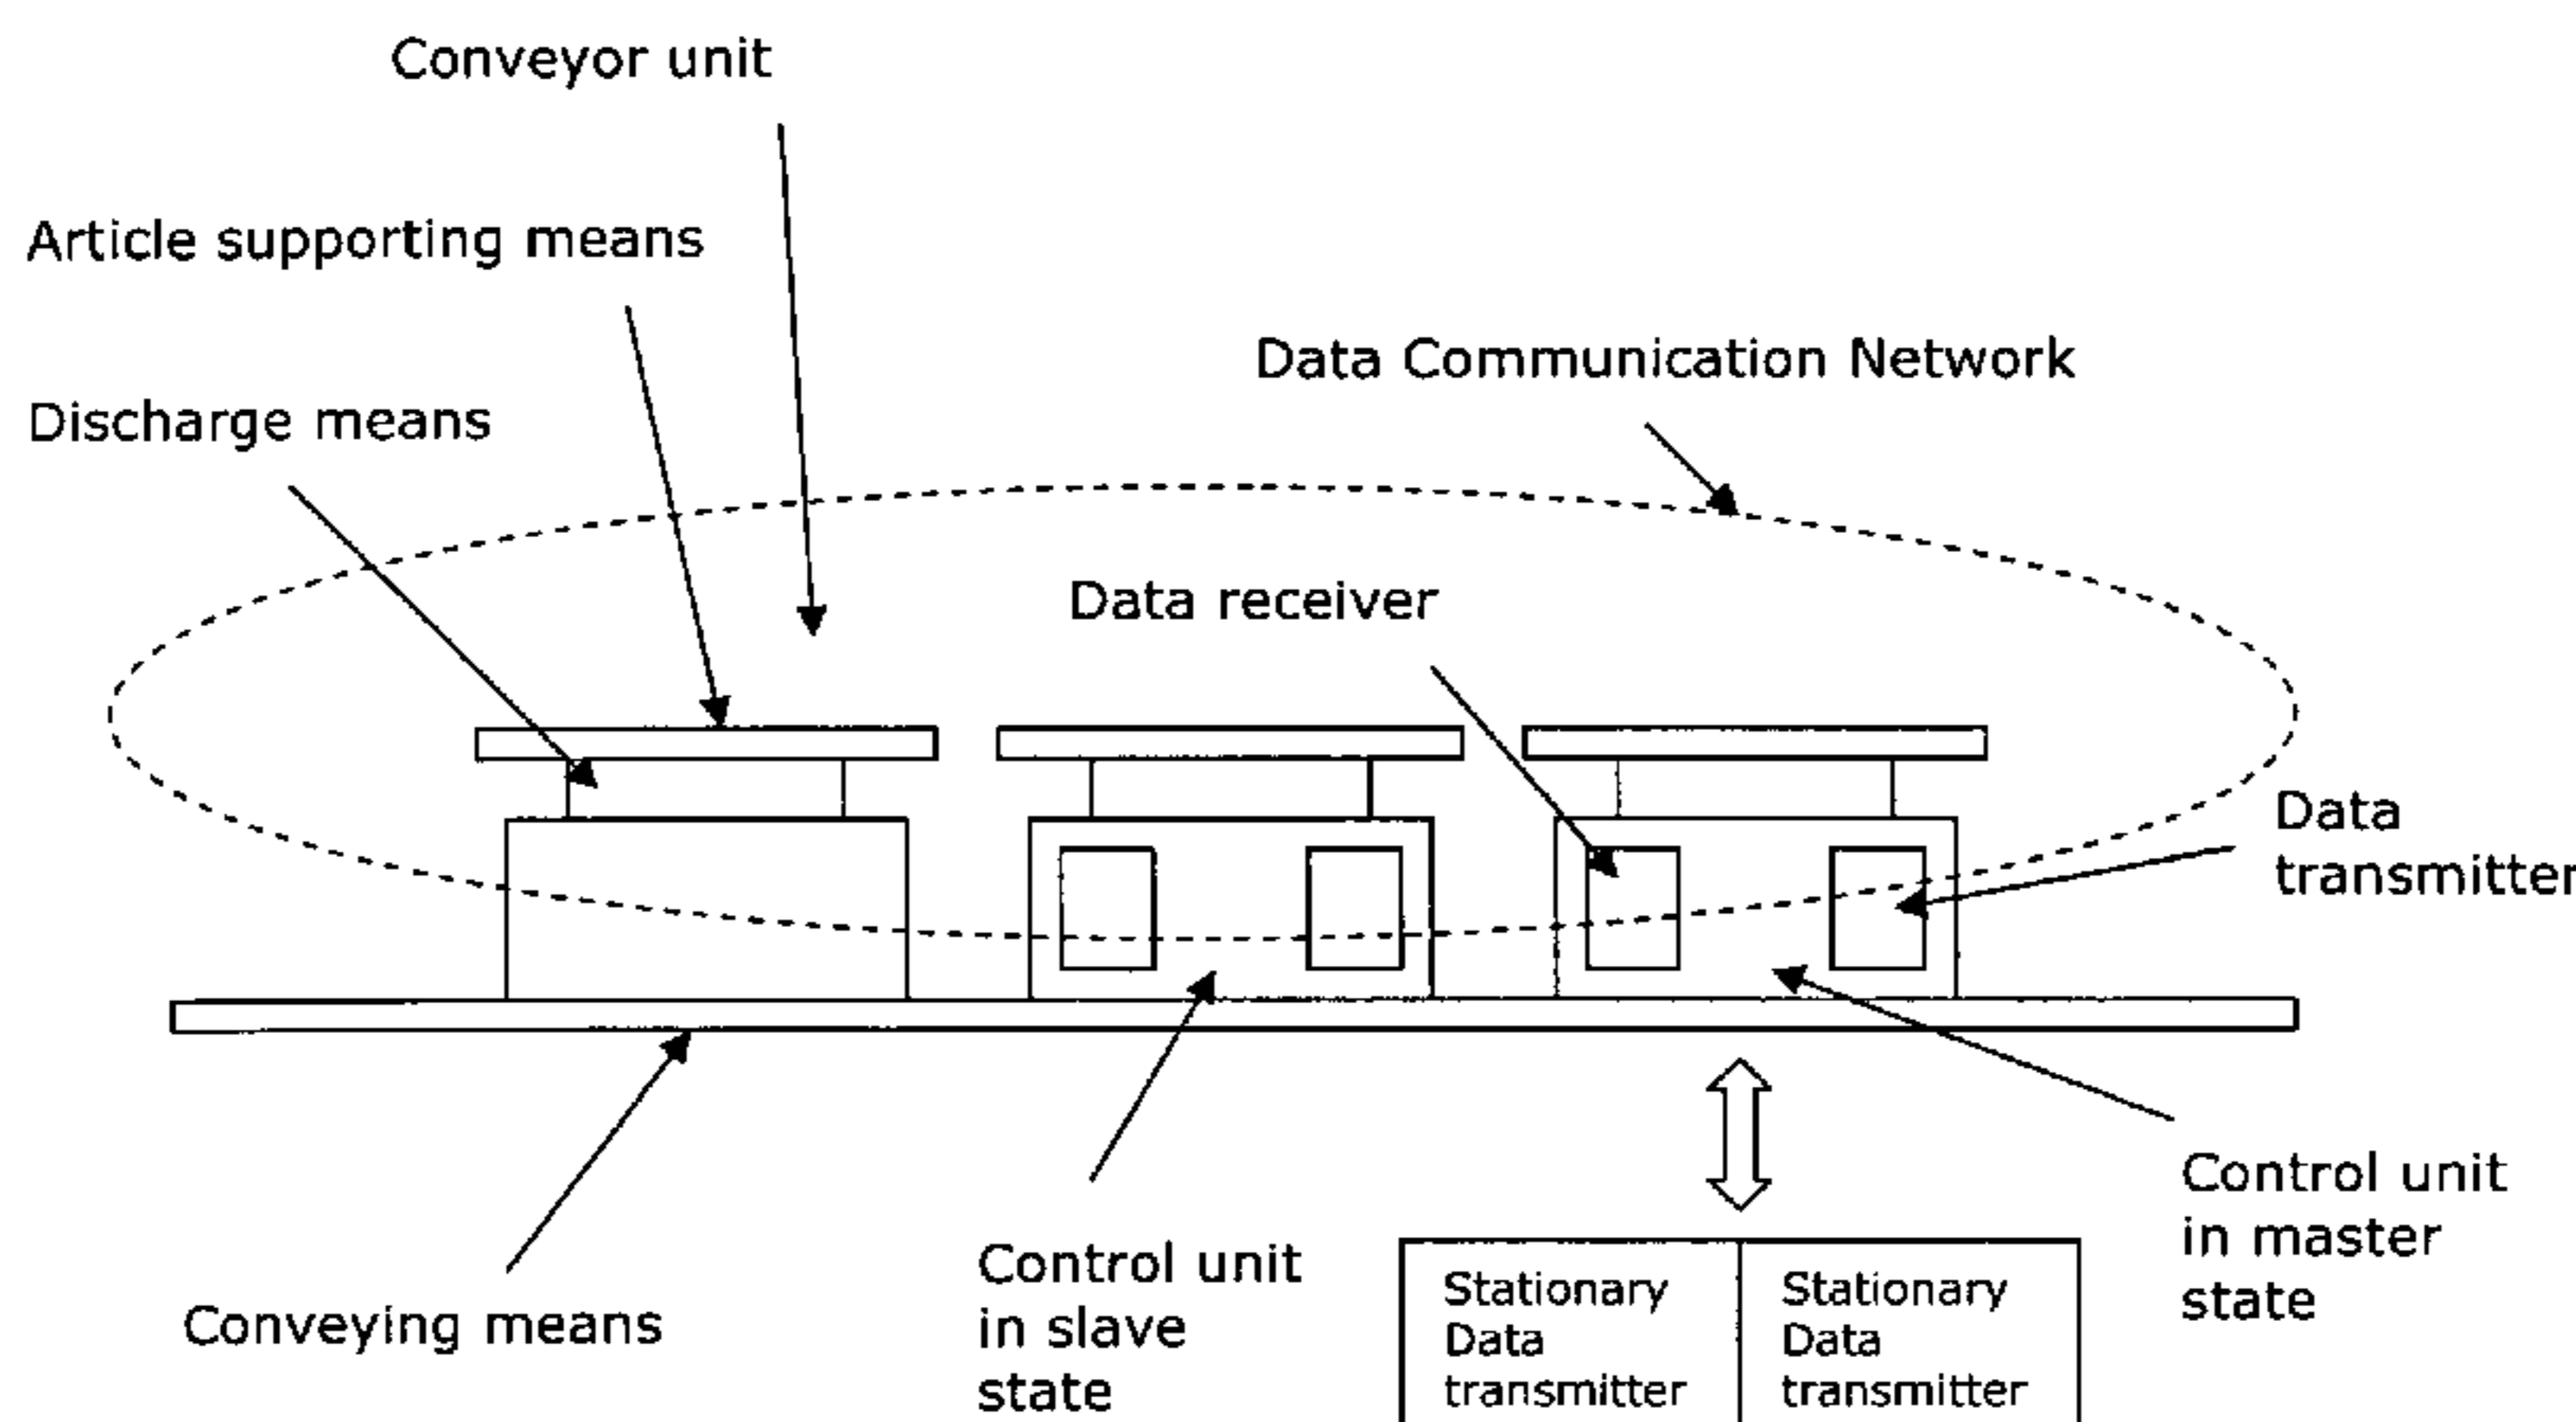 Conveyor unit
Article supporting means
Data Communication Network
Discharge means
Data receiver
Data
transmitter
Control unit
in master
state
Control unit
in slave
state
Conveying means
Stationary
Data
transmitter
Stationary
Data
transmitter